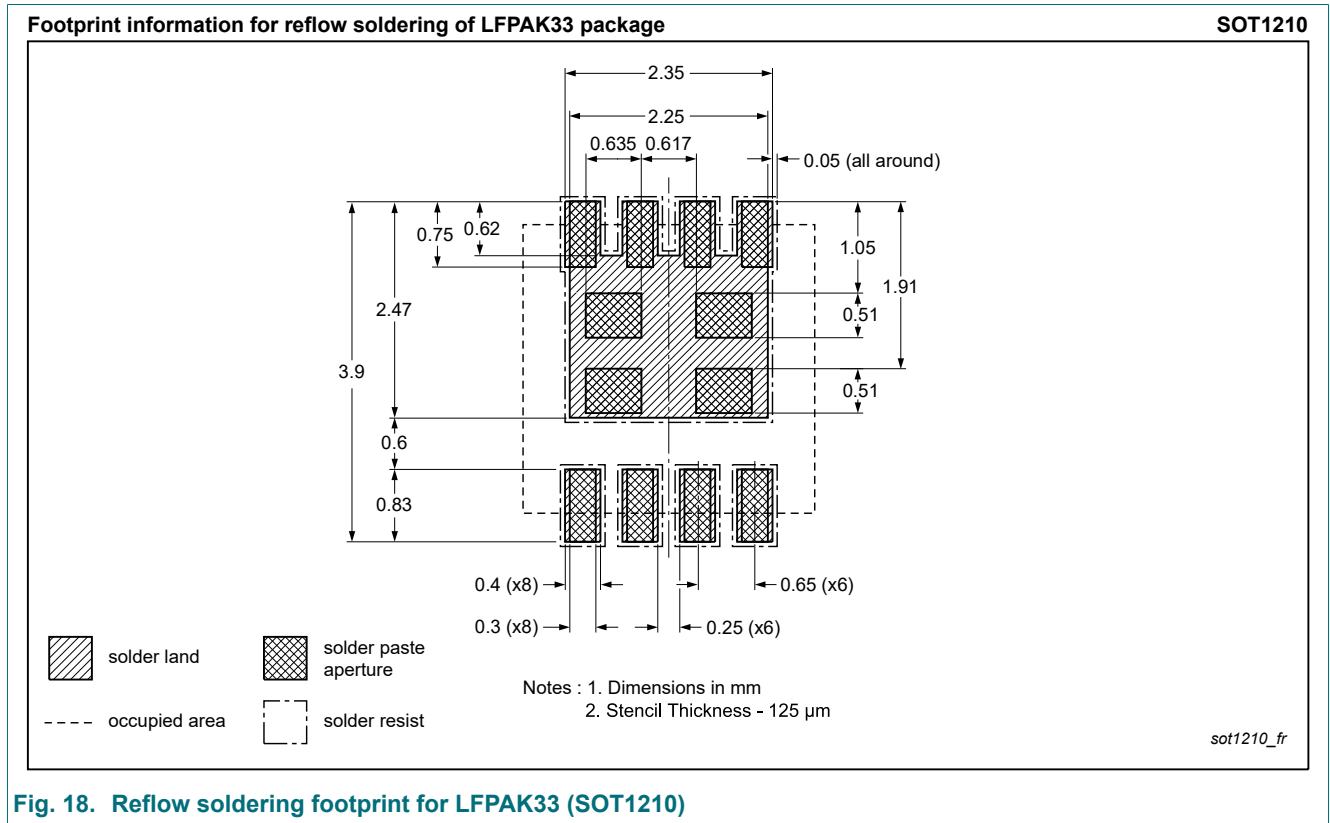 Footprint information for reflow soldering of LFPAK33 package SOT1210
2.35
2.25
0.635 0.617
0.05 (all around)
0.75 0.62
1.05
1.91
2.47
0.51
3.9
0.51
0.6
0.83
0.4 (x8) 0.65 (x6)
0.3 (x8) 0.25 (x6)
solder land
solder paste
aperture
occupied area
solder resist
Notes : 1. Dimensions in mm
2. Stencil Thickness - 125 µm
sot1210_fr
Fig. 18. Reflow soldering footprint for LFPAK33 (SOT1210)